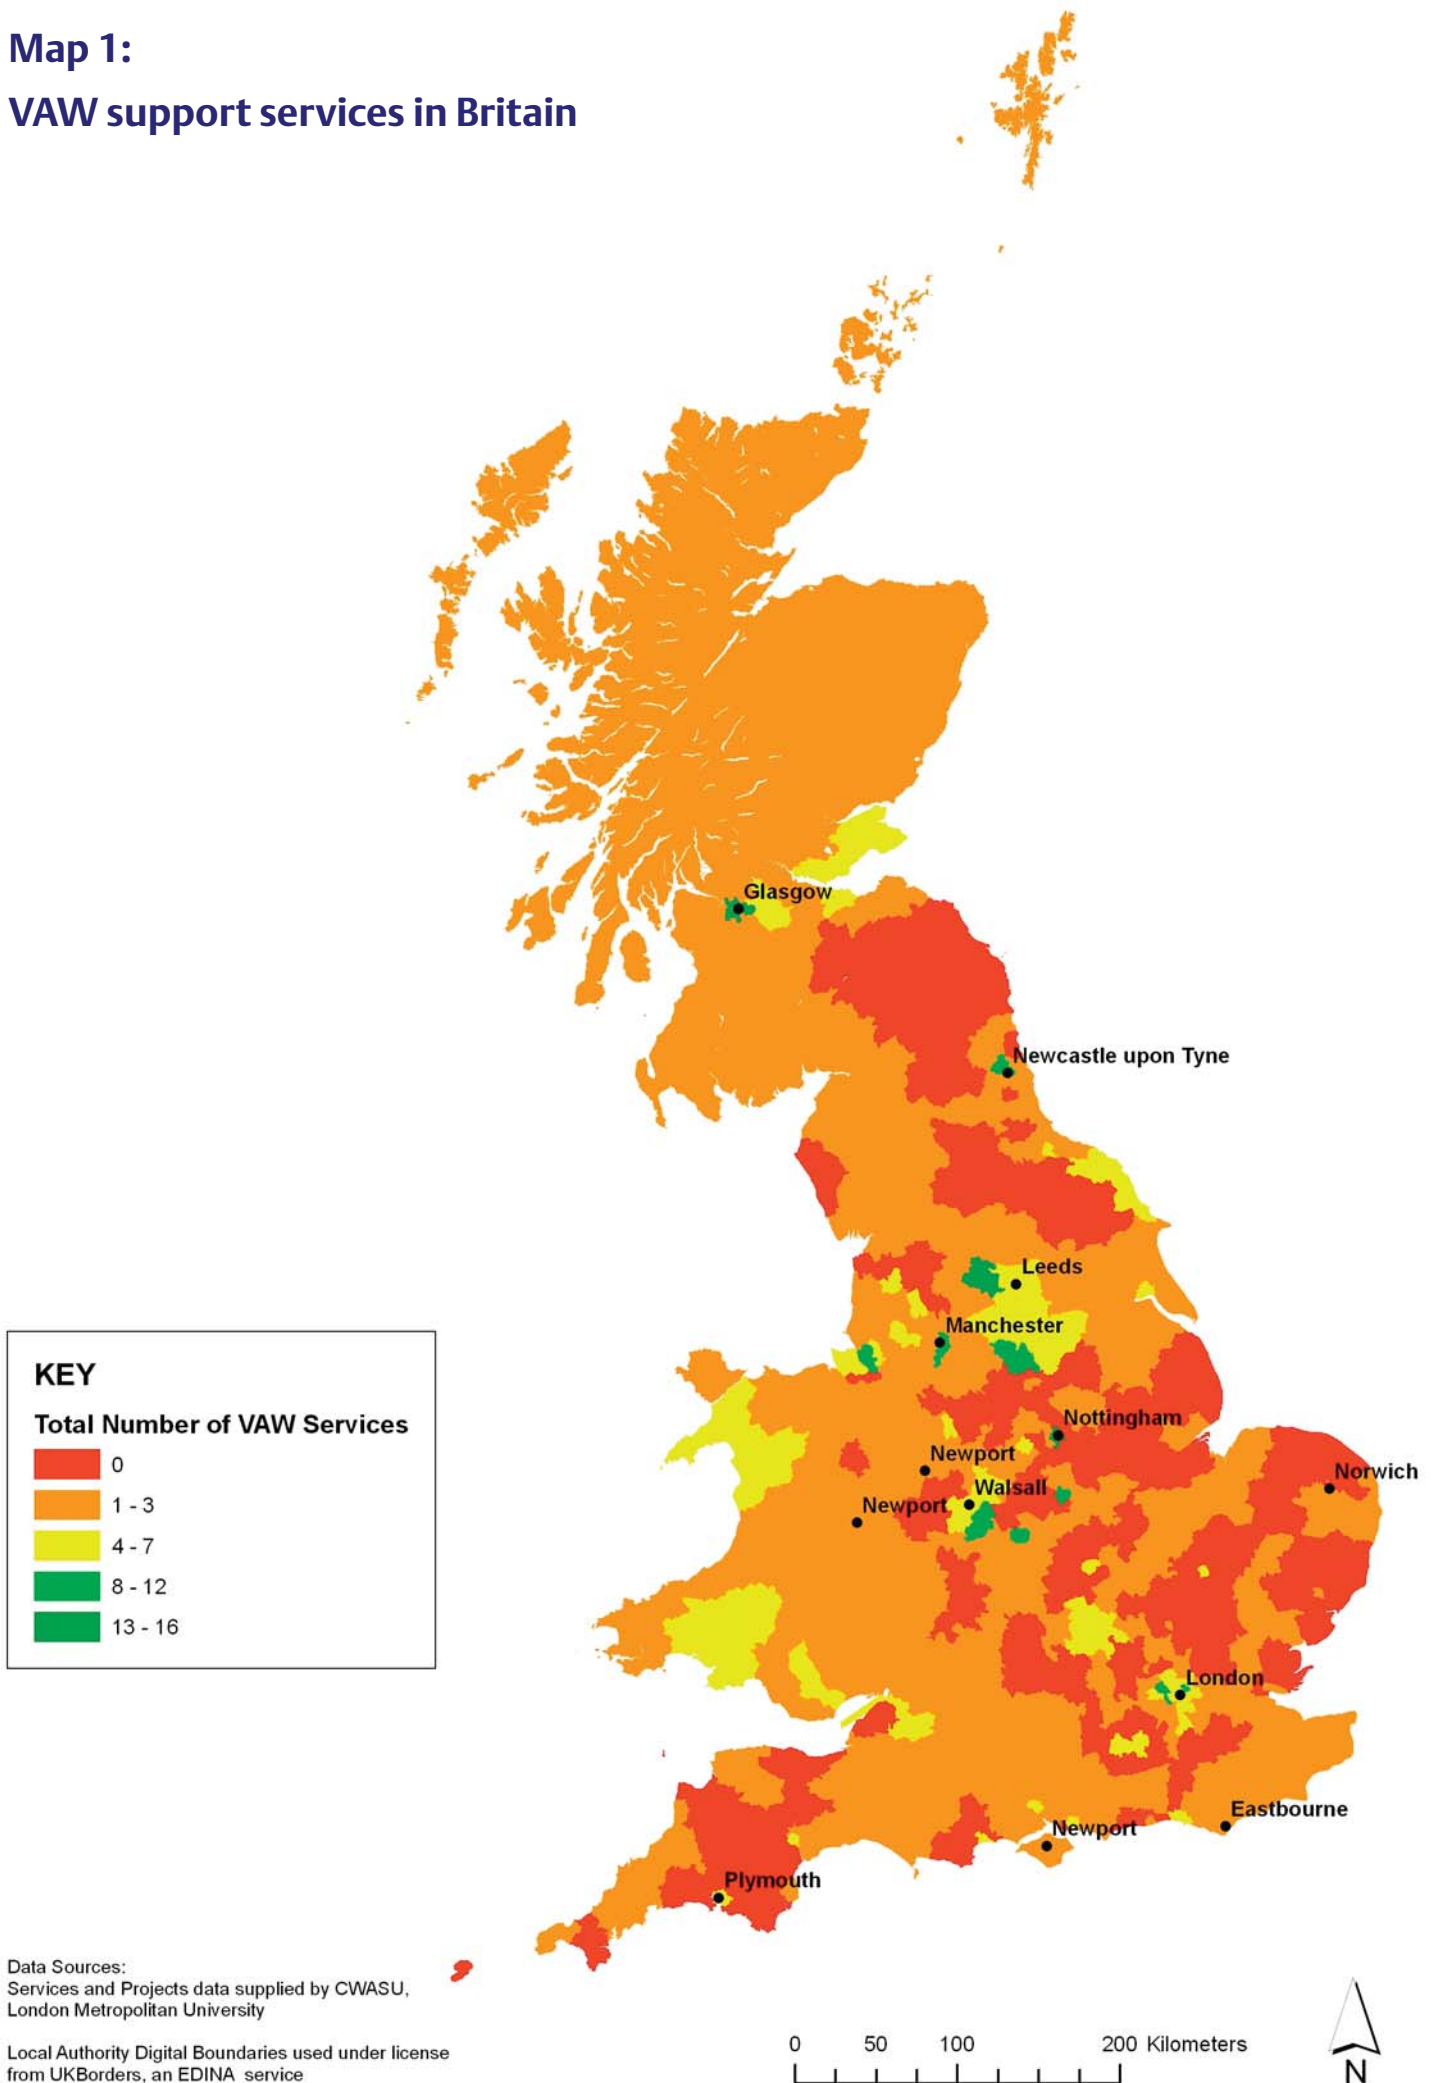 Map 1:
VAW support services in Britain
Glasgow
Newcastle upon Tyne
Leeds
Manchester
Nottingham
Newport
Norwich
Walsall
Newport
London
Eastbourne
Newport
Plymouth
KEY
Total Number of VAW Services
0
1 - 3
4 - 7
8 - 12
13 - 16
Data Sources:
Services and Projects data supplied by CWASU,
London Metropolitan University
Local Authority Digital Boundaries used under license
from UKBorders, an EDINA service
0 50 100 200 Kilometers
N